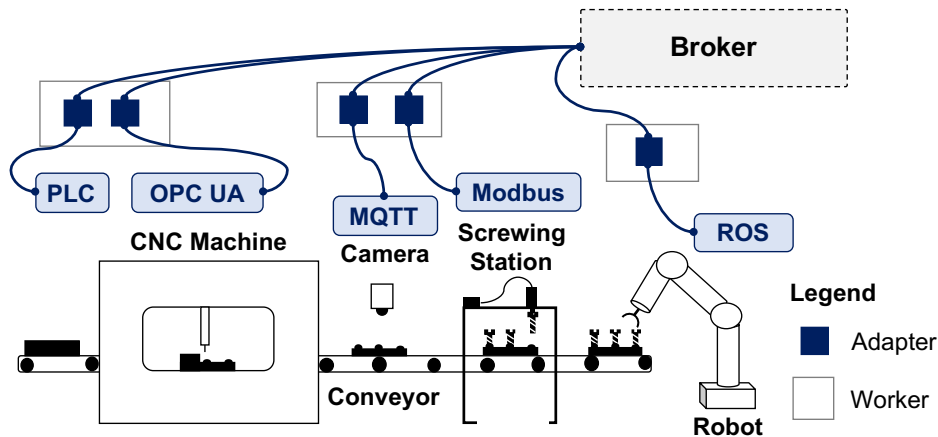 Broker
PLC
OPC UA
MQTT
Modbus
ROS
CNC Machine
Camera
Screwing
Station
Conveyor
Robot
Legend
Adapter
Worker